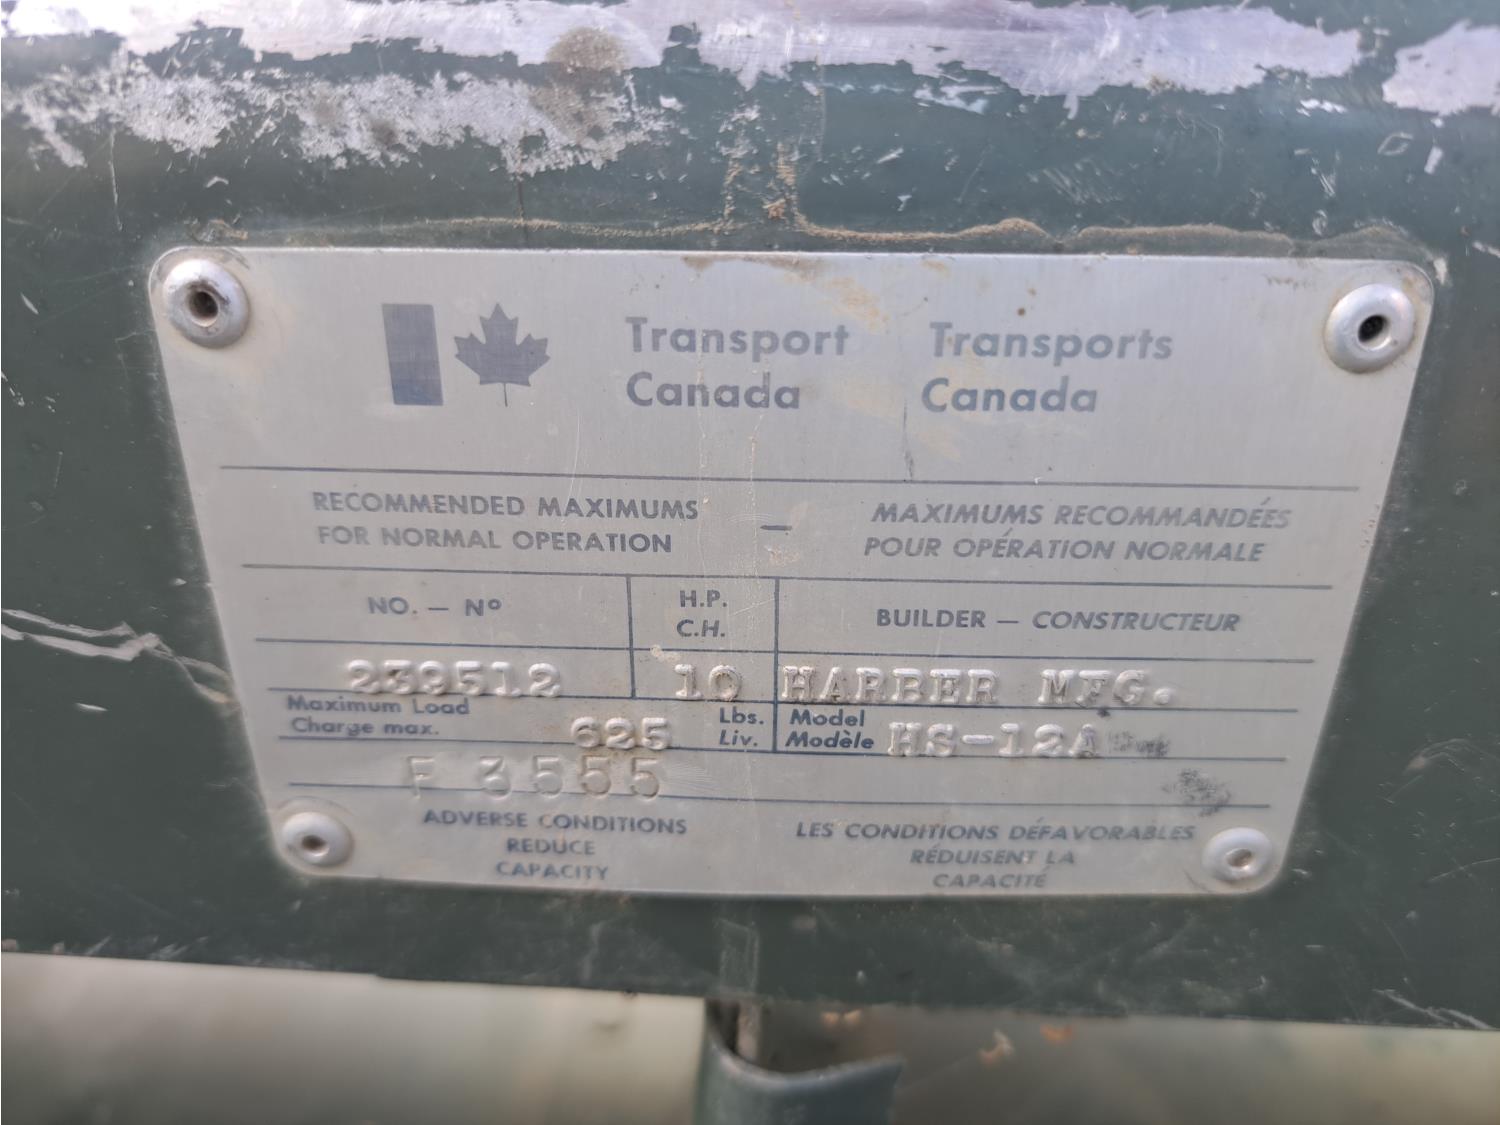 Transport Canada
Transports Canada
RECOMMENDED MAXIMUMS
FOR NORMAL OPERATION
—
MAXIMUMS RECOMMANDÉES
POUR OPÉRATION NORMALE
NO. — Nº
H.P.
C.H.
BUILDER — CONSTRUCTEUR
239512
10
HARBER MFG.
Maximum Load
Charge max.
625
Lbs.
Liv.
Model
Modèle
HS-12A
F 3555
ADVERSE CONDITIONS
REDUCE
CAPACITY
LES CONDITIONS DÉFAVORABLES
RÉDUISENT LA
CAPACITÉ